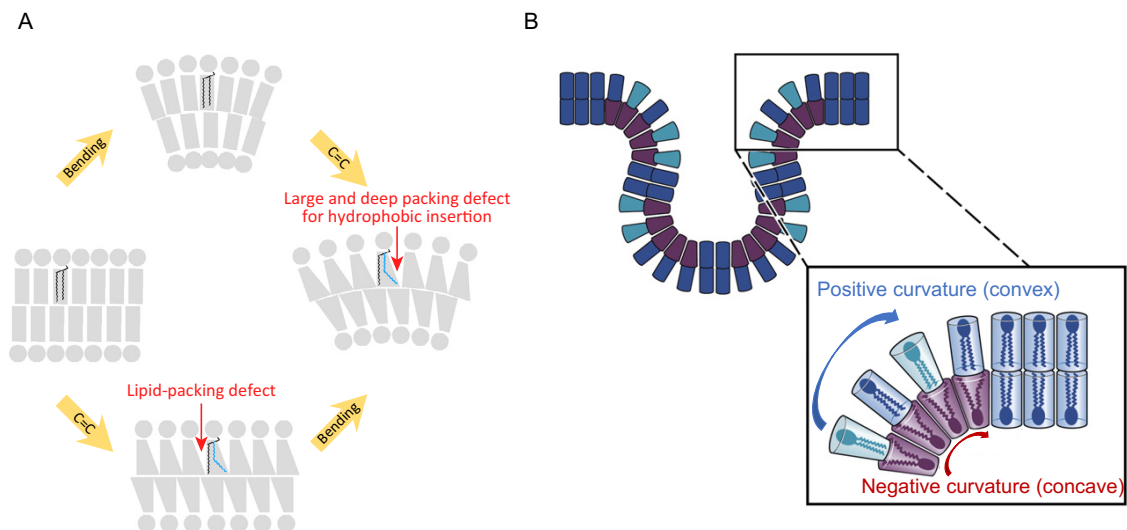 A
B
Bending
C=C
Large and deep packing defect
for hydrophobic insertion
Lipid-packing defect
C=C
Bending
Positive curvature (convex)
Negative curvature (concave)